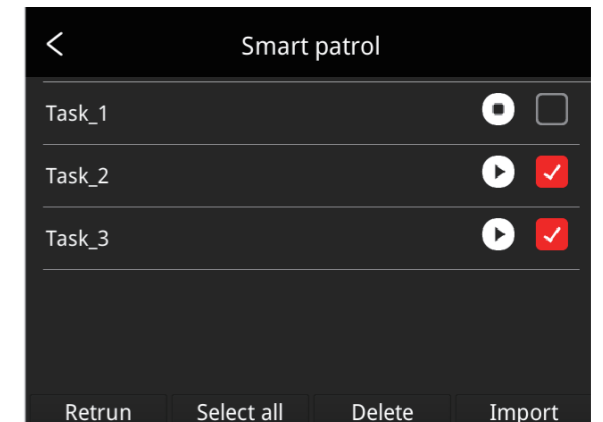 Smart patrol
Task_1
Task_2
Task_3
Retrun Select all Delete Import